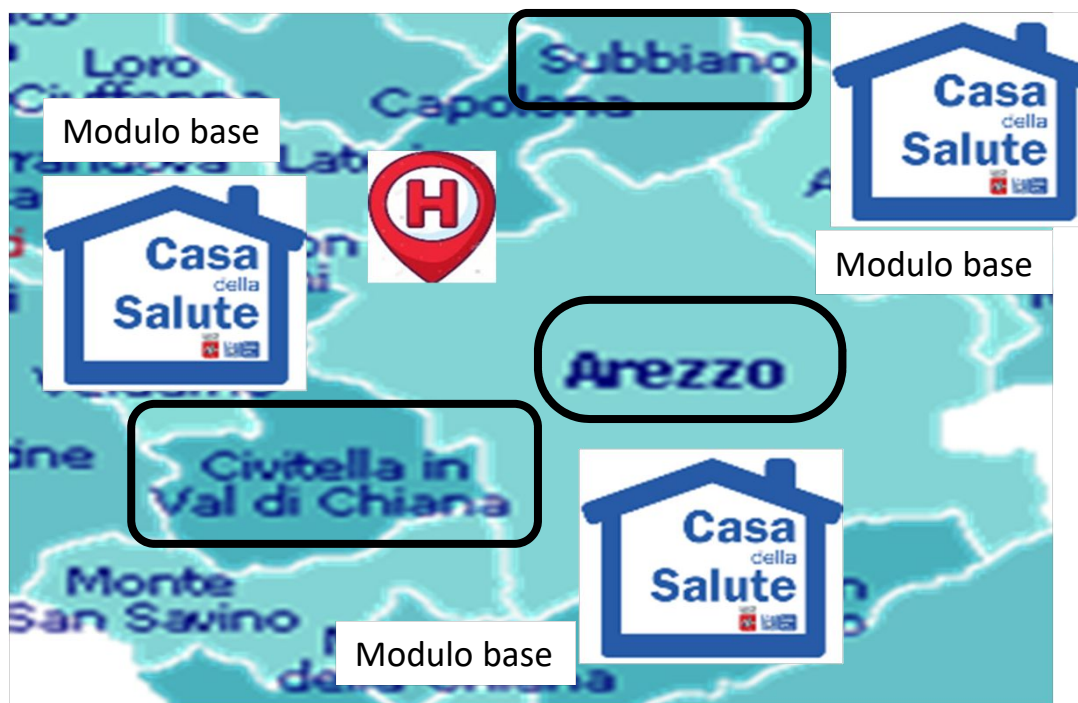 Subbiano
Loro
Ciuffenna
Capolona
Modulo base
H
Casa
della
Salute
Modulo base
Casa
della
Salute
Arezzo
Civitella in
Val di Chiana
Casa
della
Salute
Monte
San Savino
Modulo base